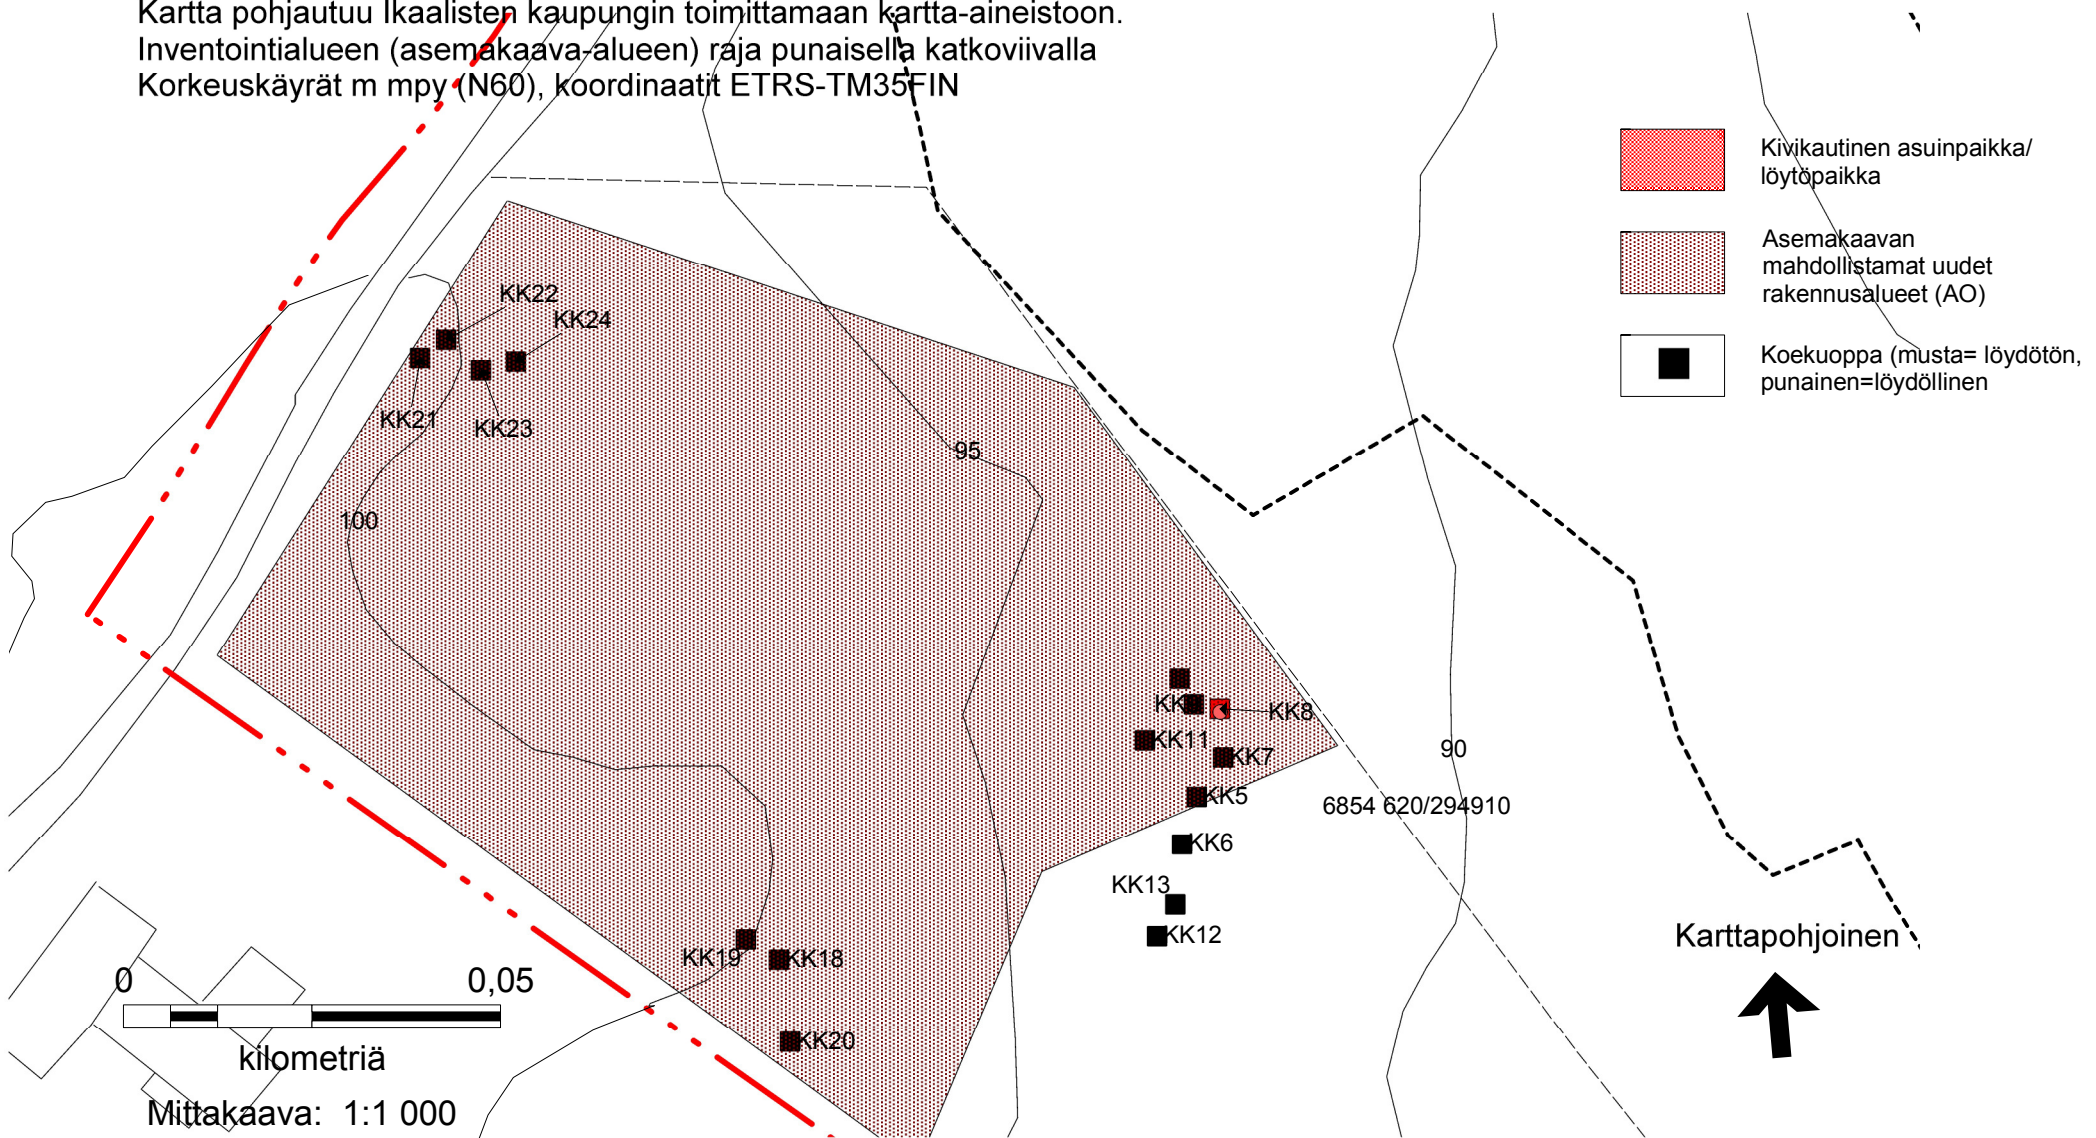 Kartta pohjautuu Ikaalisten kaupungin toimittamaan kartta-aineistoon.
Inventointialueen (asemakaava-alueen) raja punaisella katkoviivalla
Korkeuskäyrät m mpy (N60), koordinaatit ETRS-TM35FIN
Kivikautinen asuinpaikka/
löytöpaikka
Asemakaavan
mahdollistamat uudet
rakennusalueet (AO)
Koekuoppa (musta= löydötön,
punainen=löydöllinen
KK22
KK24
KK21
KK23
95
100
KK8
KK11
KK7
90
KK5
6854 620/294910
KK6
KK13
KK12
KK19
KK18
KK20
Karttapohjoinen
0
0,05
kilometriä
Mittakaava: 1:1 000